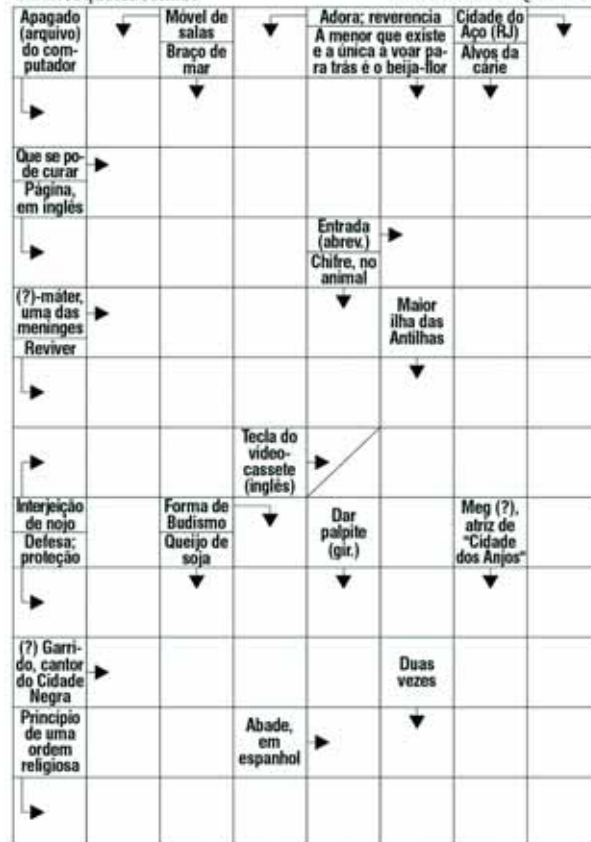 Apagado
(arquivo)
do com-
putador
Móvel de
salas
Braço de
mar
Adora; reverencia
A menor que existe
e a única a voar pa-
ra trás é o beija-flor
Cidade do
Aço (RJ)
Alvos da
cárie
Que se po-
de curar
Página,
em inglês
Entrada
(abrev.)
Chifre, no
animal
(?)-máter,
uma das
meninges
Reviver
Maior
ilha das
Antilhas
Tecla do
vídeo-
cassete
(inglês)
Interjeição
de nojo
Defesa;
proteção
Forma de
Budismo
Queijo de
soja
Dar
palpite
(gír.)
Meg (?),
atriz de
"Cidade
dos Anjos"
(?) Garri-
do, cantor
do Cidade
Negra
Duas
vezes
Princípio
de uma
ordem
religiosa
Abade,
em
espanhol